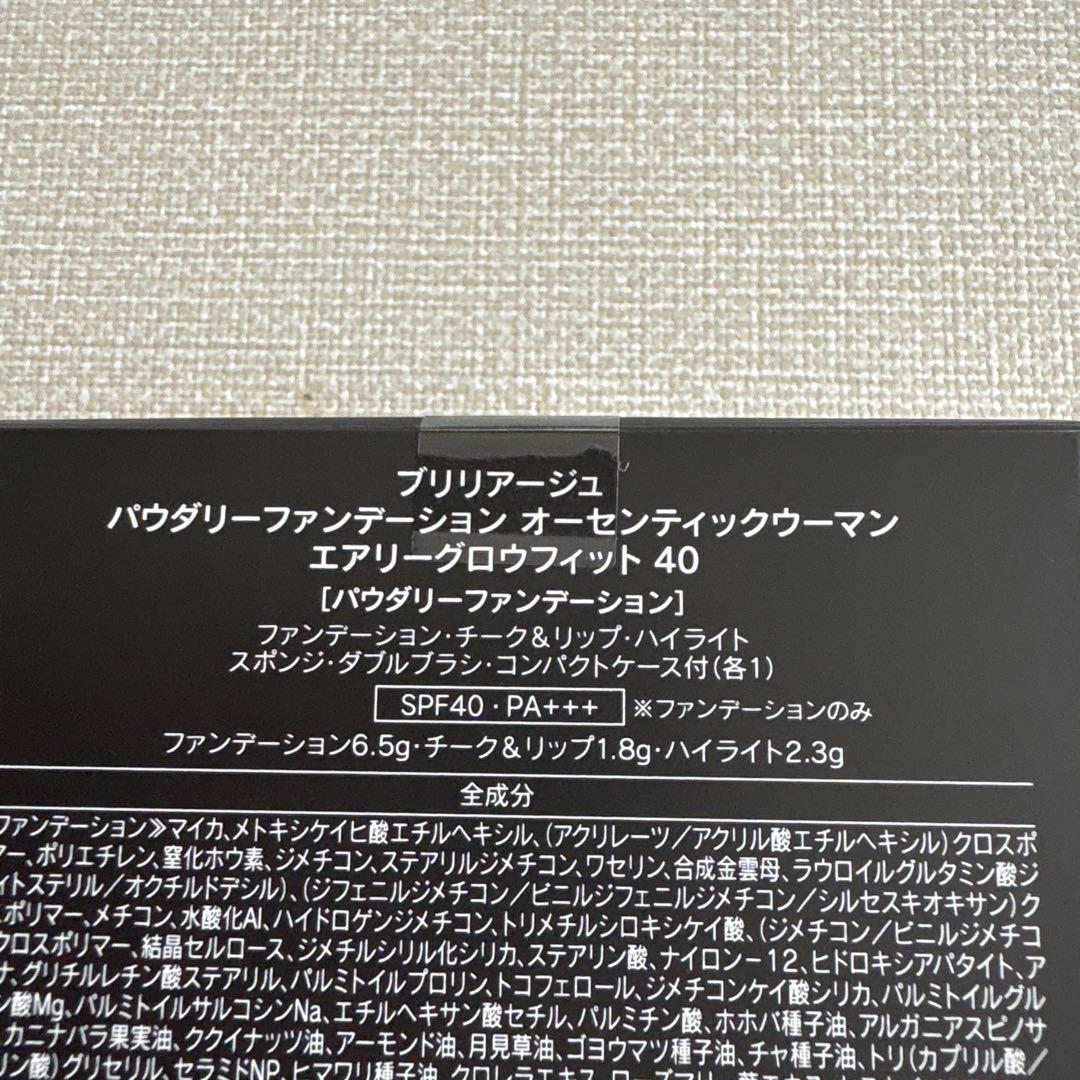 ブリリアージュ
パウダリーファンデーション オーセンティックウーマン
エアリーグロウフィット 40
[パウダリーファンデーション]
ファンデーション・チーク&リップ・ハイライト
スポンジ・ダブルブラシ・コンパクトケース付(各1)
SPF40・PA+++ ※ファンデーションのみ
ファンデーション6.5g・チーク&リップ1.8g・ハイライト2.3g
全成分
ファンデーション≫マイカ、メトキシケイヒ酸エチルヘキシル、(アクリレーツ/アクリル酸エチルヘキシル)クロスポ
マー、ポリエチレン、窒化ホウ素、ジメチコン、ステアリルジメチコン、ワセリン、合成金雲母、ラウロイルグルタミン酸ジ
イトステリル/オクチルドデシル)、(ジフェニルジメチコン/ビニルジフェニルジメチコン/シルセスキオキサン)ク
ポリマー、メチコン、水酸化Al、ハイドロゲンジメチコン、トリメチルシロキシケイ酸、(ジメチコン/ビニルジメチコ
クロスポリマー、結晶セルロース、ジメチルシリル化シリカ、ステアリン酸、ナイロン-12、ヒドロキシアパタイト、ア
ナ、グリチルレチン酸ステアリル、パルミトイルプロリン、トコフェロール、ジメチコンケイ酸シリカ、パルミトイルグル
酸Mg、パルミトイルサルコシンNa、エチルヘキサン酸セチル、パルミチン酸、ホホバ種子油、アルガニアスピノサ
カニナバラ果実油、ククイナッツ油、アーモンド油、月見草油、ゴヨウマツ種子油、チャ種子油、トリ(カプリル酸/
リン酸)グリセリル、セラミドNP、ヒマワリ種子油、クロレラエキス、ローズマリー葉エキス